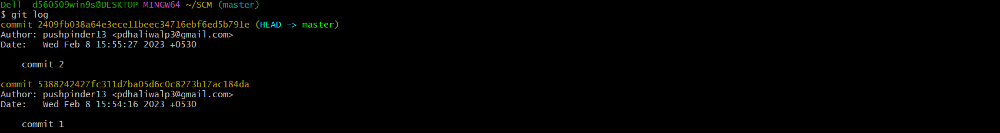 Dell  d560509win9s@DESKTOP MINGW64 ~/SCM (master)
$ git log
commit 2409fb038a64e3ece11beec34716ebf6ed5b791e (HEAD -> master)
Author: pushpinder13 <pdhaliwalp3@gmail.com>
Date:   Wed Feb 8 15:55:27 2023 +0530

    commit 2

commit 5388242427fc311d7ba05d6c0c8273b17ac184da
Author: pushpinder13 <pdhaliwalp3@gmail.com>
Date:   Wed Feb 8 15:54:16 2023 +0530

    commit 1